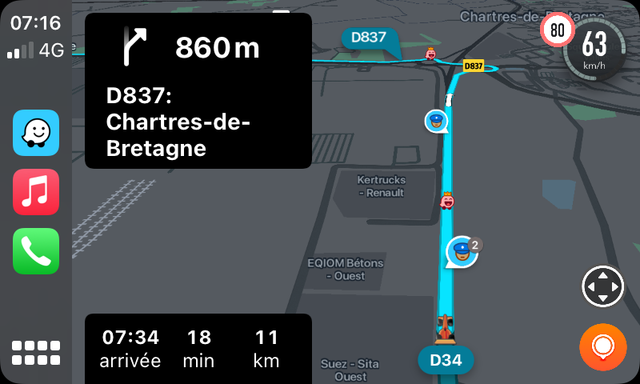 07:16
4G
860 m
D837:
Chartres-de-
Bretagne
D837
Chartres-de-Bretagne
80
63
km/h
D837
Kertrucks
- Renault
2
EQIOM Bétons
- Ouest
07:34 18 11
arrivée min km
Suez - Sita
Ouest
D34